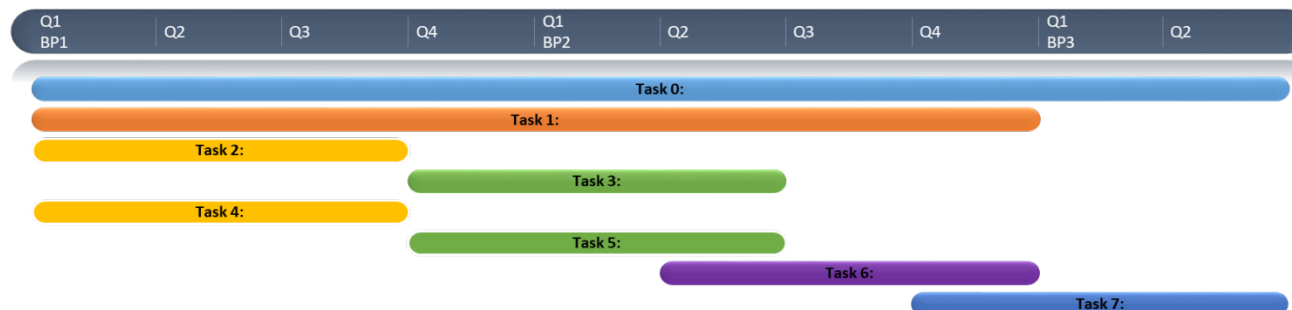 Q1 Q2 Q3 Q4 Q1 Q2 Q3 Q4 Q1 Q2
BP1 BP2 BP3
Task 0:
Task 1:
Task 2:
Task 3:
Task 4:
Task 5:
Task 6:
Task 7: